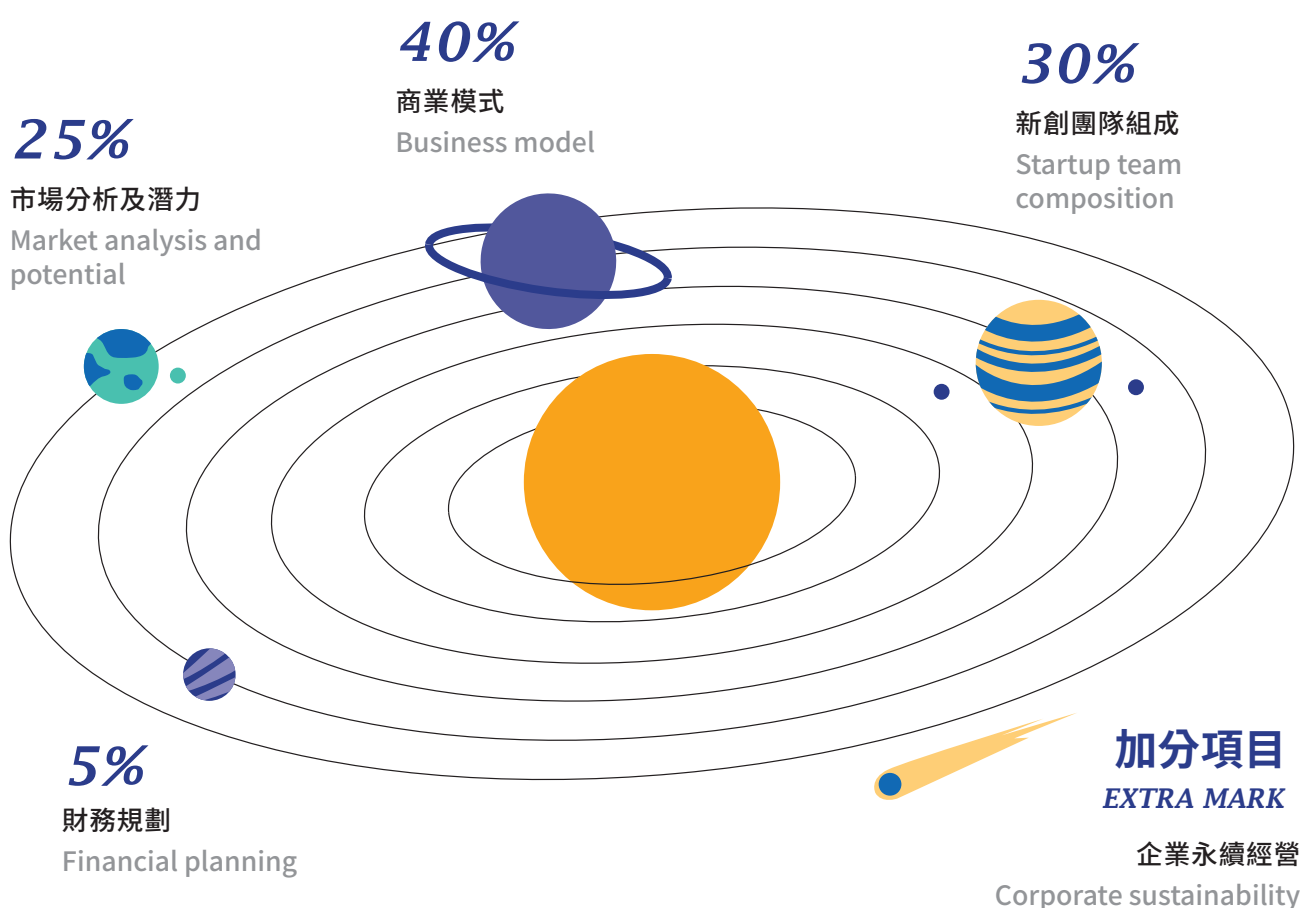 40%
商業模式
Business model
30%
新創團隊組成
Startup team
composition
25%
市場分析及潛力
Market analysis and
potential
5%
財務規劃
Financial planning
加分項目
EXTRA MARK
企業永續經營
Corporate sustainability